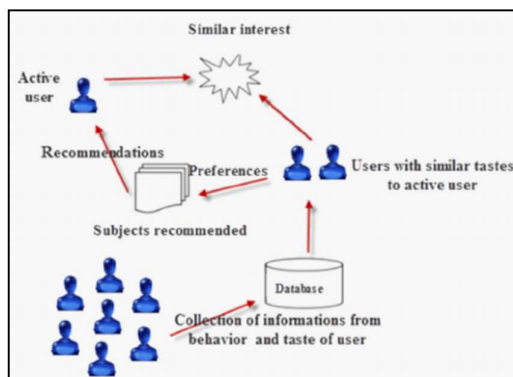 Similar interest
Active
user
Recommendations
Preferences
Users with similar tastes
to active user
Subjects recommended
Database
Collection of informations from
behavior and taste of user